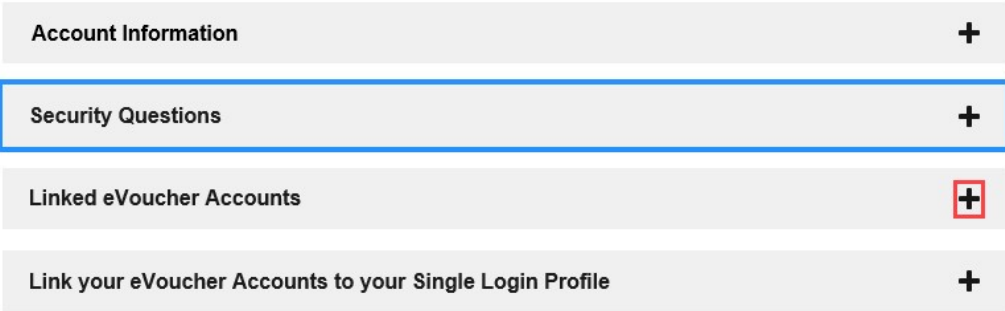 Account Information
Security Questions
Linked eVoucher Accounts
Link your eVoucher Accounts to your Single Login Profile